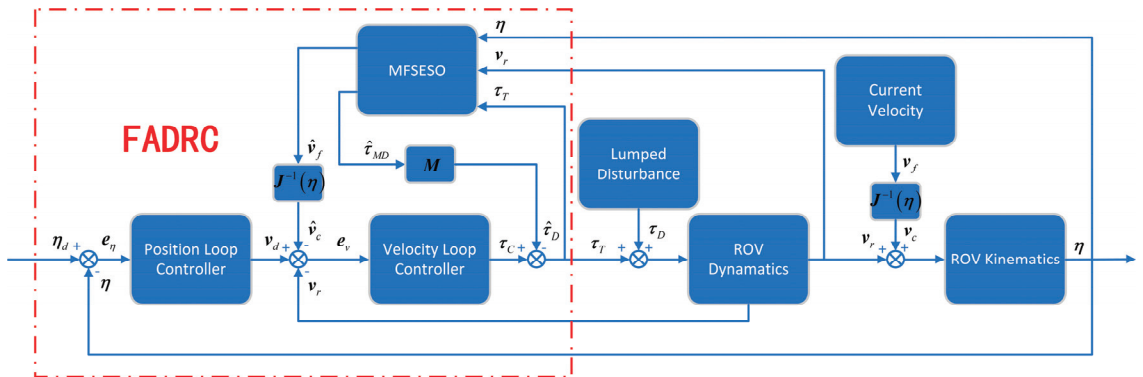 η
MFSESO
v_r
τ_T
Current
Velocity
FADRC
v̂_f
τ̂_MD
M
Lumped
Disturbance
v_f
J⁻¹(η)
J⁻¹(η)
v̂_c
τ̂_D
τ_D
v_c
η_d + e_η
Position Loop
Controller
v_d + -
e_v
Velocity Loop
Controller
τ_C + -
τ_T + +
ROV
Dynamatics
v_r + +
ROV Kinematics
η
- η
- v_r